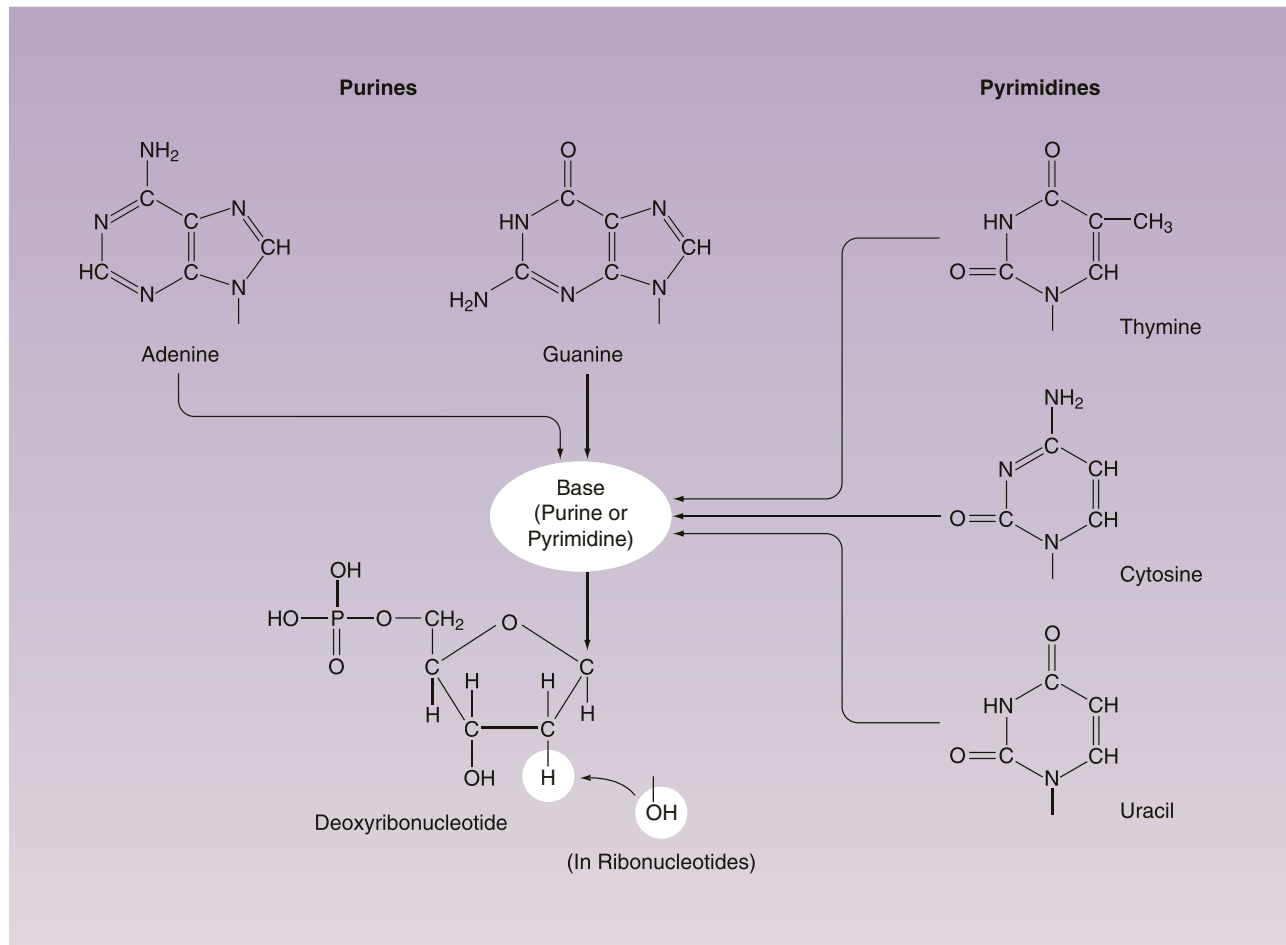 Purines
Pyrimidines
NH₂
C
N
C
N
CH
HC
C
N
N
Adenine
O
C
HN
C
N
CH
C
C
H₂N
N
N
Guanine
O
C
HN
C—CH₃
O=C
CH
N
Thymine
NH₂
C
N
CH
O=C
CH
N
Cytosine
O
C
HN
CH
O=C
CH
N
Uracil
Base
(Purine or
Pyrimidine)
OH
HO—P—O—CH₂
O
O
C
C
H
H
H
H
C
C
OH
H
OH
Deoxyribonucleotide
(In Ribonucleotides)